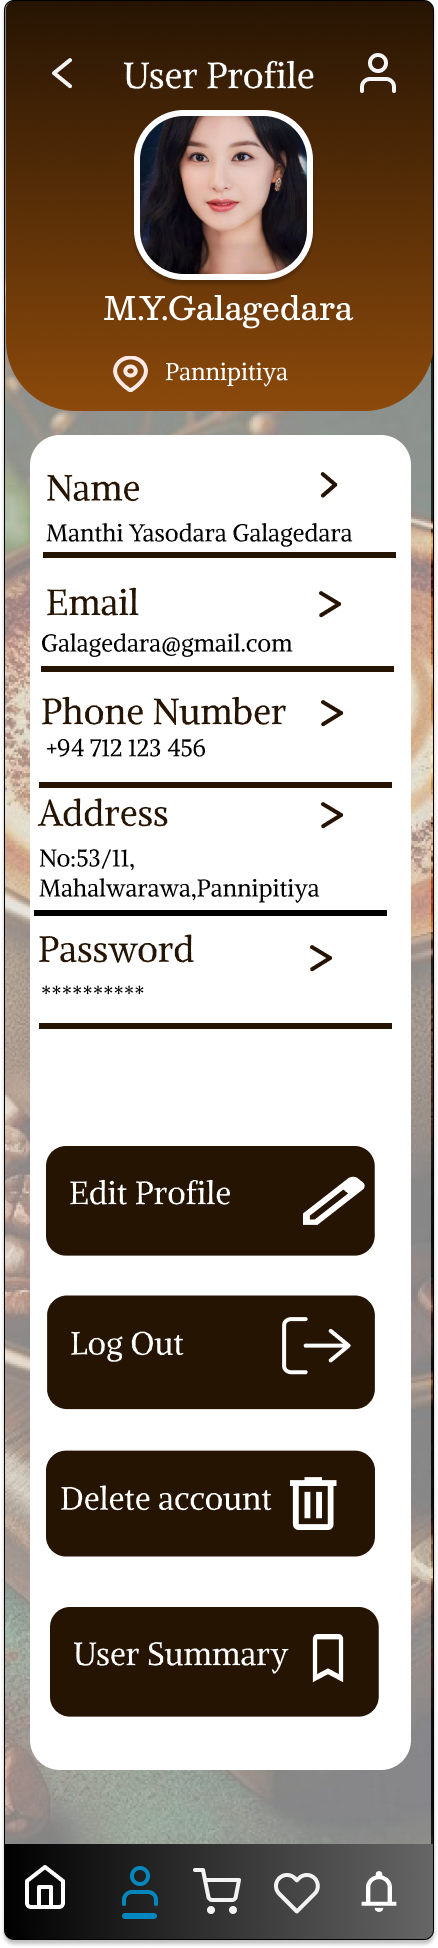 User Profile
M.Y.Galagedara
Pannipitiya
Name
Manthi Yasodara Galagedara
Email
Galagedara@gmail.com
Phone Number
+94 712 123 456
Address
No:53/11,
Mahalwarawa,Pannipitiya
Password
**********
Edit Profile
Log Out
Delete account
User Summary